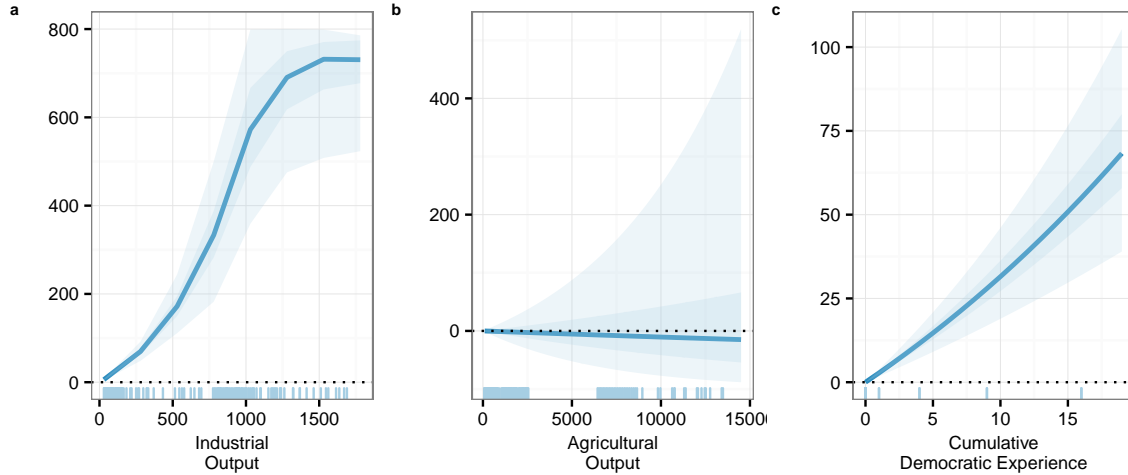 a
800
600
400
200
0
0 500 1000 1500
Industrial
Output
b
400
200
0
0 5000 10000 15000
Agricultural
Output
c
100
75
50
25
0
0 5 10 15
Cumulative
Democratic Experience